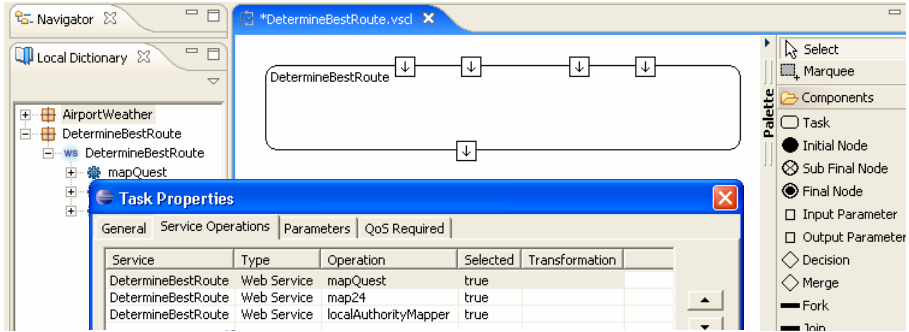 Navigator
*DetermineBestRoute.vscl
Local Dictionary
AirportWeather
DetermineBestRoute
WS DetermineBestRoute
mapQuest
DetermineBestRoute
Palette
Select
Marquee
Components
Task
Initial Node
Sub Final Node
Final Node
Input Parameter
Output Parameter
Decision
Merge
Fork
Join
Task Properties
General Service Operations Parameters QoS Required
Service Type Operation Selected Transformation
DetermineBestRoute Web Service mapQuest true
DetermineBestRoute Web Service map24 true
DetermineBestRoute Web Service localAuthorityMapper true